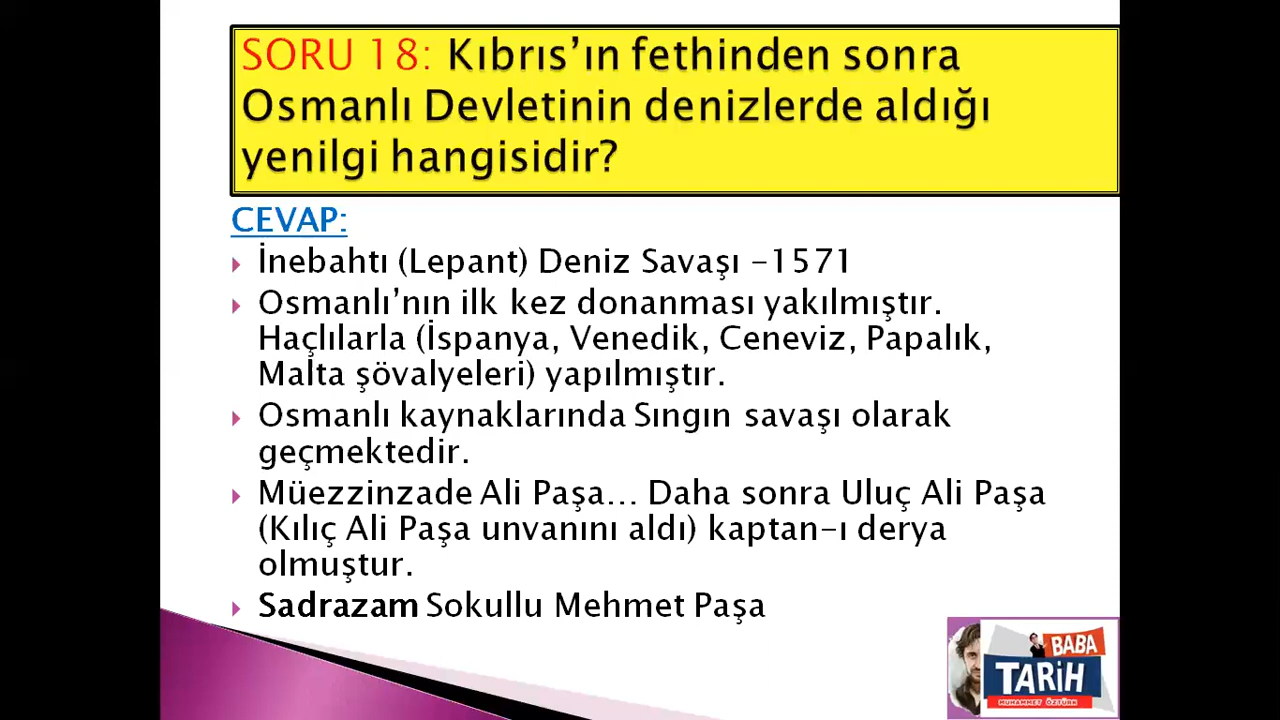 SORU 18: Kıbrıs’ın fethinden sonra
Osmanlı Devletinin denizlerde aldığı
yenilgi hangisidir?
CEVAP:
İnebahtı (Lepant) Deniz Savaşı -1571
Osmanlı’nın ilk kez donanması yakılmıştır.
Haçlılarla (İspanya, Venedik, Ceneviz, Papalık,
Malta şövalyeleri) yapılmıştır.
Osmanlı kaynaklarında Sıngın savaşı olarak
geçmektedir.
Müezzinzade Ali Paşa... Daha sonra Uluç Ali Paşa
(Kılıç Ali Paşa unvanını aldı) kaptan-ı derya
olmuştur.
Sadrazam Sokullu Mehmet Paşa
BABA
TARİH
MUHAMMET ÖZTÜRK